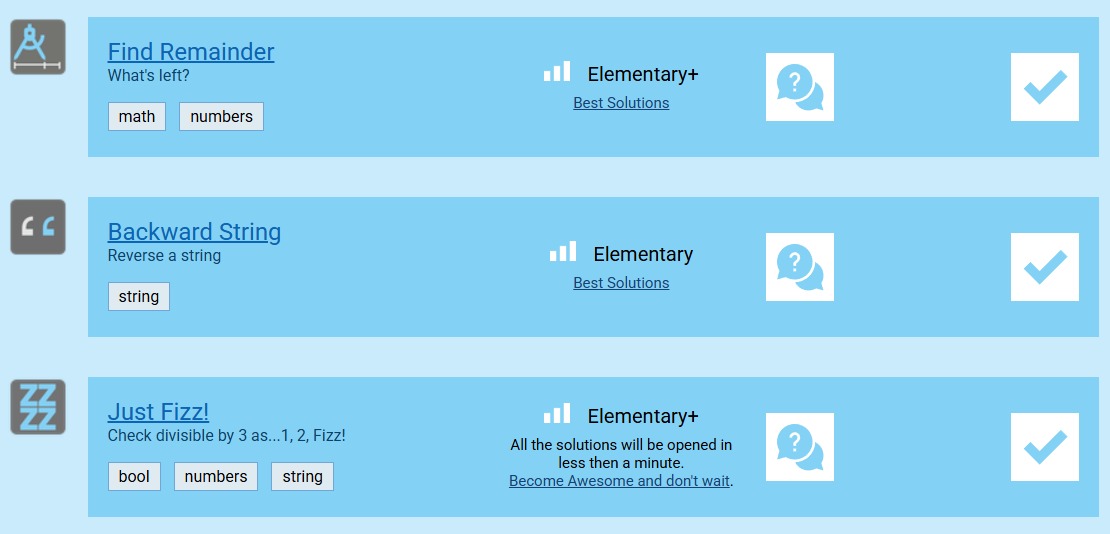 Find Remainder
What's left?
math numbers
Elementary+
Best Solutions
?
Backward String
Reverse a string
string
Elementary
Best Solutions
?
ZZ
ZZ
Just Fizz!
Check divisible by 3 as...1, 2, Fizz!
bool numbers string
Elementary+
All the solutions will be opened in
less then a minute.
Become Awesome and don't wait.
?